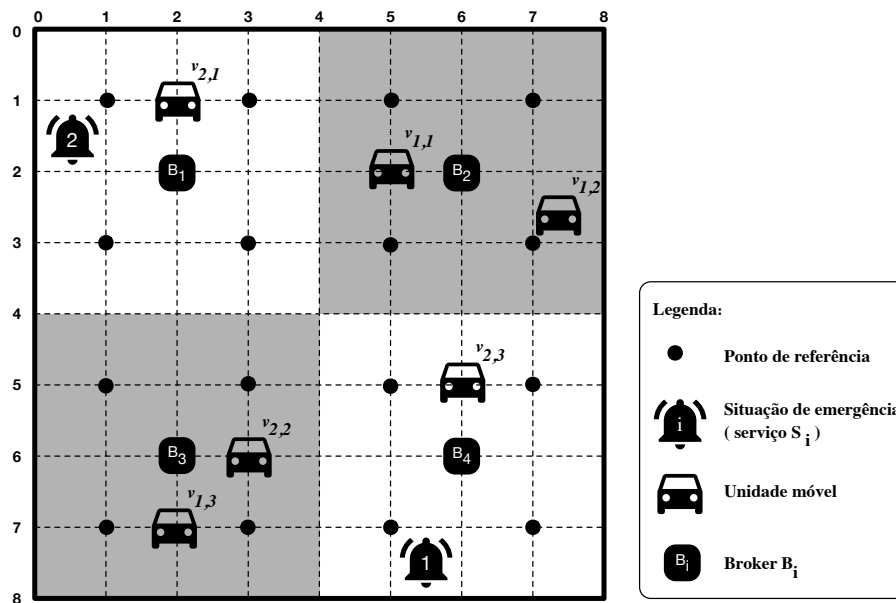 0 1 2 3 4 5 6 7 8
0
v2,1
1
2
v1,1
2
B1
B2
v1,2
3
4
Legenda:
v2,3
Ponto de referência
5
Situação de emergência
( serviço S i )
i
v2,2
6
B3
B4
v1,3
Unidade móvel
7
1
Bi
Broker Bi
8